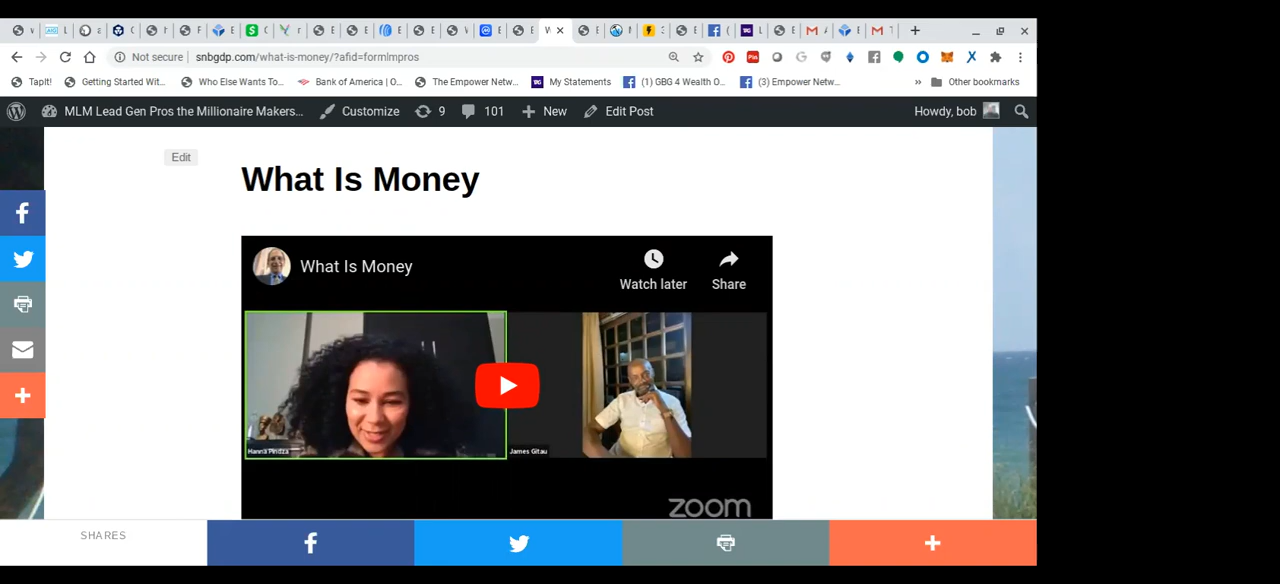 Not secure | snbgdp.com/what-is-money/?afid=formlmpros
Tapit! Getting Started Wit... Who Else Wants To... Bank of America | O... The Empower Netw... My Statements (1) GBG 4 Wealth O... (3) Empower Netw... » Other bookmarks
MLM Lead Gen Pros the Millionaire Makers... Customize 9 101 New Edit Post Howdy, bob
Edit
What Is Money
What Is Money
Watch later Share
Hanna Pindza James Gitau
zoom
SHARES